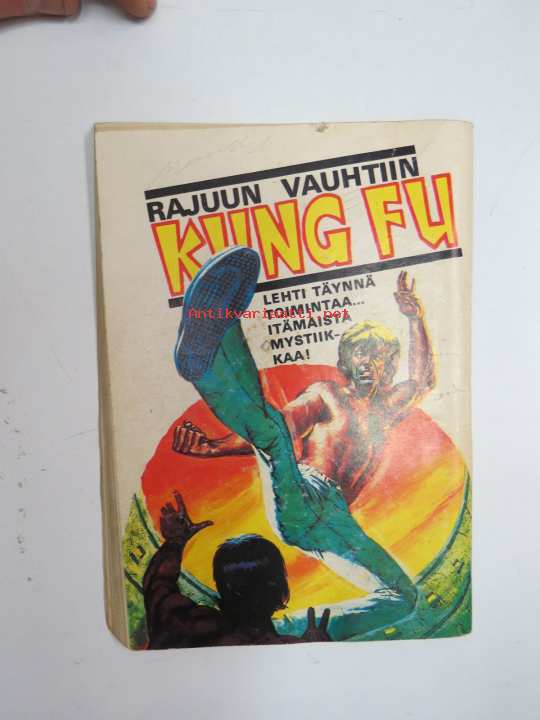 RAJUUN VAUHTIIN
KUNG FU
LEHTI TÄYNNÄ
TOIMINTAA...
ITÄMAISTA
MYSTIIK-
KAA!
Antikvariaatti.net